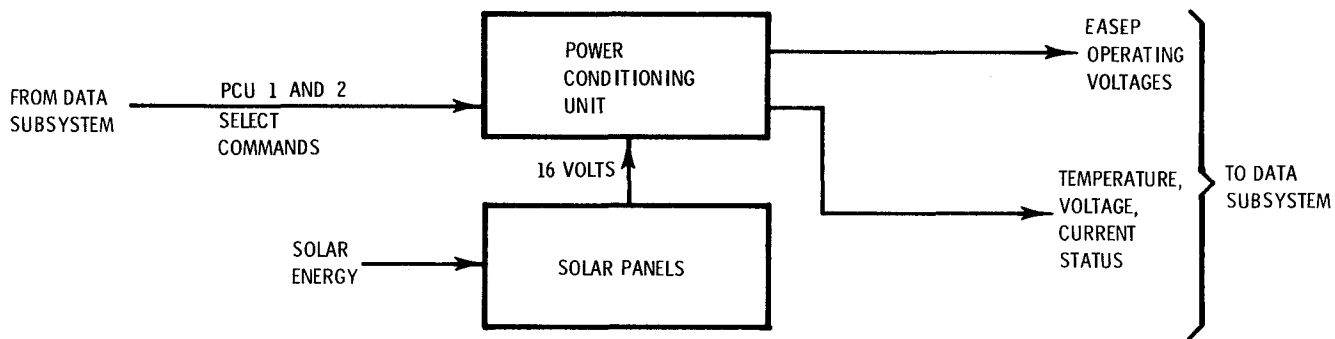 FROM DATA
SUBSYSTEM
PCU 1 AND 2
SELECT
COMMANDS
POWER
CONDITIONING
UNIT
16 VOLTS
SOLAR
ENERGY
SOLAR PANELS
EASEP
OPERATING
VOLTAGES
TEMPERATURE,
VOLTAGE,
CURRENT
STATUS
TO DATA
SUBSYSTEM